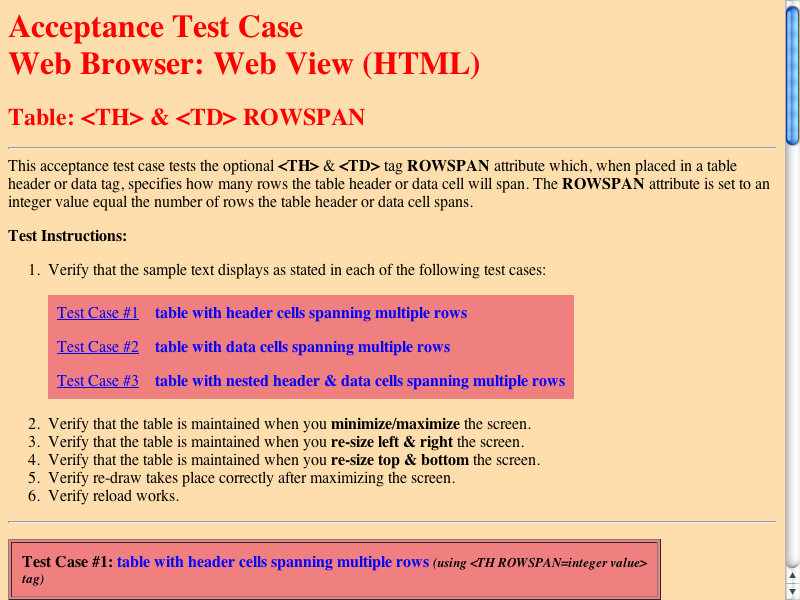 Acceptance Test Case
Web Browser: Web View (HTML)
Table: <TH> & <TD> ROWSPAN
This acceptance test case tests the optional <TH> & <TD> tag ROWSPAN attribute which, when placed in a table
header or data tag, specifies how many rows the table header or data cell will span. The ROWSPAN attribute is set to an
integer value equal the number of rows the table header or data cell spans.
Test Instructions:
1. Verify that the sample text displays as stated in each of the following test cases:
Test Case #1 table with header cells spanning multiple rows
Test Case #2 table with data cells spanning multiple rows
Test Case #3 table with nested header & data cells spanning multiple rows
2. Verify that the table is maintained when you minimize/maximize the screen.
3. Verify that the table is maintained when you re-size left & right the screen.
4. Verify that the table is maintained when you re-size top & bottom the screen.
5. Verify re-draw takes place correctly after maximizing the screen.
6. Verify reload works.
Test Case #1: table with header cells spanning multiple rows (using <TH ROWSPAN=integer value>
tag)